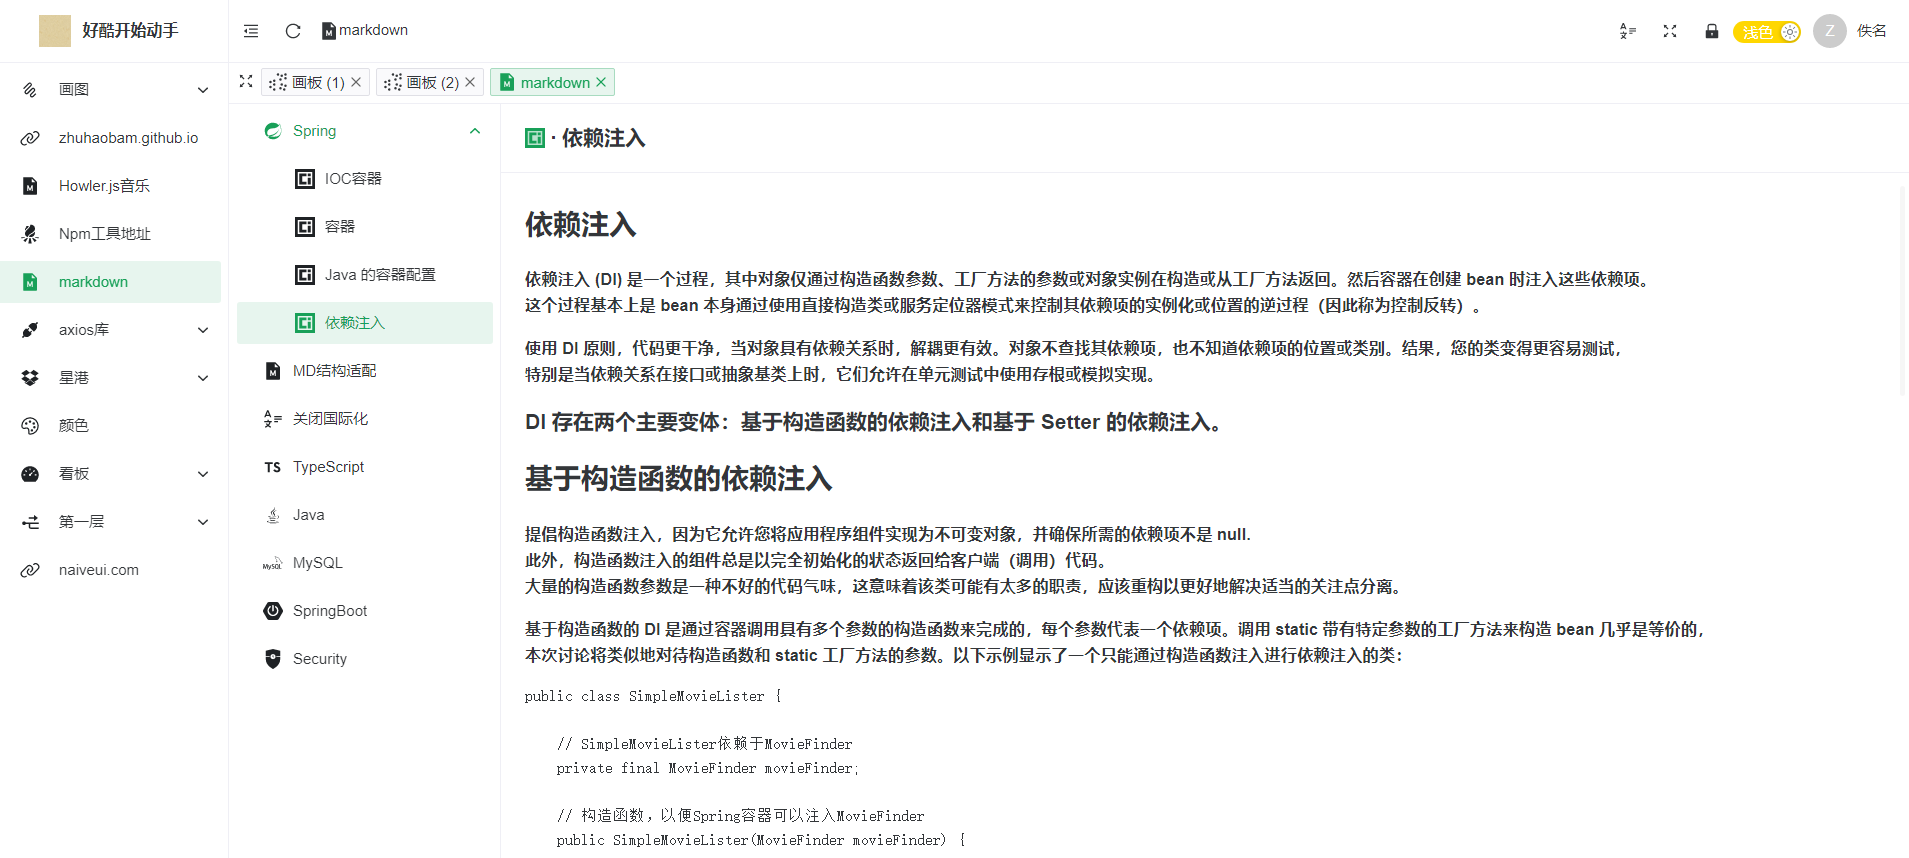 好酷开始动手
markdown
浅色
Z
佚名
画板 (1)
画板 (2)
markdown
画图
zhuhaobam.github.io
Howler.js音乐
Npm工具地址
markdown
axios库
星港
颜色
看板
第一层
naiveui.com
Spring
IOC容器
容器
Java 的容器配置
依赖注入
MD结构适配
关闭国际化
TypeScript
Java
MySQL
SpringBoot
Security
· 依赖注入
依赖注入
依赖注入 (DI) 是一个过程，其中对象仅通过构造函数参数、工厂方法的参数或对象实例在构造或从工厂方法返回。然后容器在创建 bean 时注入这些依赖项。
这个过程基本上是 bean 本身通过使用直接构造类或服务定位器模式来控制其依赖项的实例化或位置的逆过程（因此称为控制反转）。
使用 DI 原则，代码更干净，当对象具有依赖关系时，解耦更有效。对象不查找其依赖项，也不知道依赖项的位置或类别。结果，您的类变得更容易测试，
特别是当依赖关系在接口或抽象基类上时，它们允许在单元测试中使用存根或模拟实现。
DI 存在两个主要变体：基于构造函数的依赖注入和基于 Setter 的依赖注入。
基于构造函数的依赖注入
提倡构造函数注入，因为它允许您将应用程序组件实现为不可变对象，并确保所需的依赖项不是 null.
此外，构造函数注入的组件总是以完全初始化的状态返回给客户端（调用）代码。
大量的构造函数参数是一种不好的代码气味，这意味着该类可能有太多的职责，应该重构以更好地解决适当的关注点分离。
基于构造函数的 DI 是通过容器调用具有多个参数的构造函数来完成的，每个参数代表一个依赖项。调用 static 带有特定参数的工厂方法来构造 bean 几乎是等价的，
本次讨论将类似地对待构造函数和 static 工厂方法的参数。以下示例显示了一个只能通过构造函数注入进行依赖注入的类：
public class SimpleMovieLister {
// SimpleMovieLister依赖于MovieFinder
private final MovieFinder movieFinder;
// 构造函数，以便Spring容器可以注入MovieFinder
public SimpleMovieLister(MovieFinder movieFinder) {